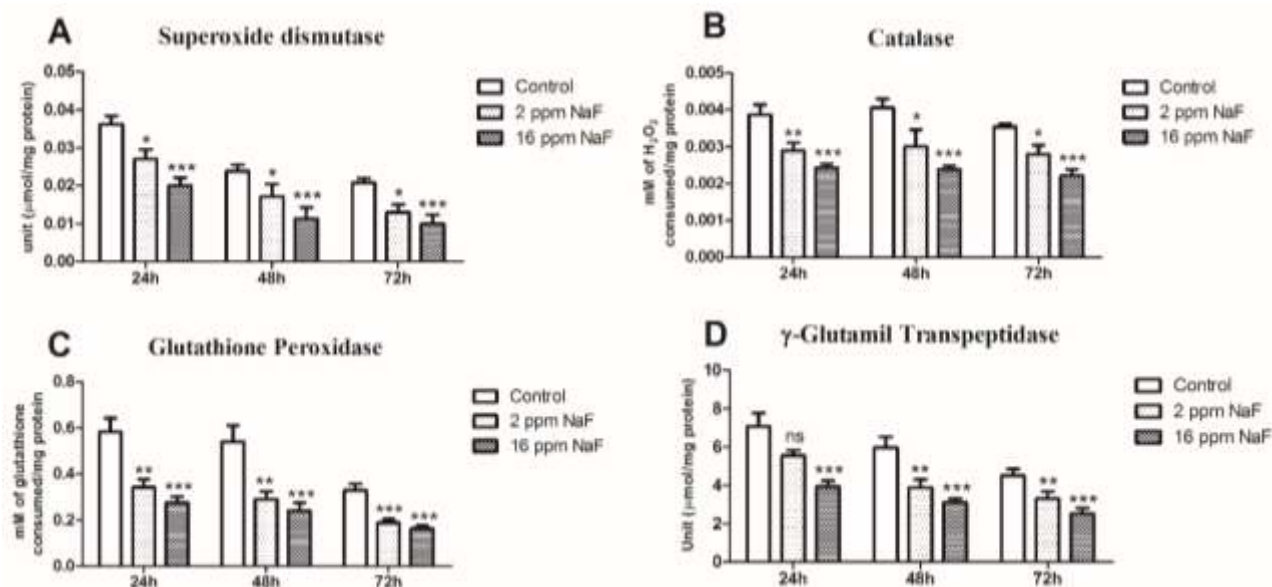 A
Superoxide dismutase
unit (μmol/mg protein)
0.05
0.04
0.03
0.02
0.01
0.00
* *** * *** * ***
24h 48h 72h
Control
2 ppm NaF
16 ppm NaF
B
Catalase
mM of H₂O₂
consumed/mg protein
0.005
0.004
0.003
0.002
0.001
0.000
** *** * *** * ***
24h 48h 72h
Control
2 ppm NaF
16 ppm NaF
C
Glutathione Peroxidase
mM of glutathione
consumed/mg protein
0.8
0.6
0.4
0.2
0.0
** *** ** *** *** ***
24h 48h 72h
Control
2 ppm NaF
16 ppm NaF
D
γ-Glutamil Transpeptidase
Unit (μmol/mg protein)
10
8
6
4
2
0
ns *** ** *** ** ***
24h 48h 72h
Control
2 ppm NaF
16 ppm NaF